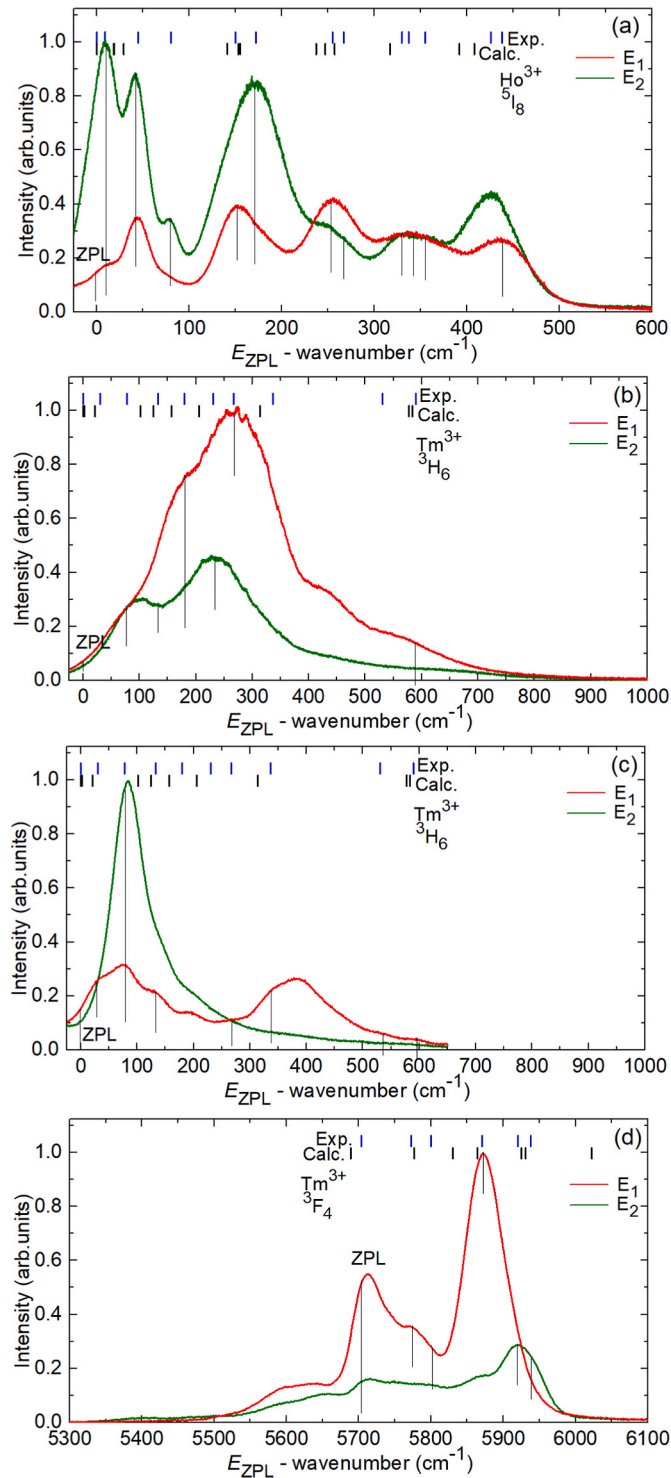 (a)
Exp.
Calc.
Ho3+
5I8
E1
E2
ZPL
Intensity (arb.units)
1.0
0.8
0.6
0.4
0.2
0.0
0 100 200 300 400 500 600
EZPL - wavenumber (cm-1)
(b)
Exp.
Calc.
Tm3+
3H6
E1
E2
ZPL
Intensity (arb.units)
1.0
0.8
0.6
0.4
0.2
0.0
0 100 200 300 400 500 600 700 800 900 1000
EZPL - wavenumber (cm-1)
(c)
Exp.
Calc.
Tm3+
3H6
E1
E2
ZPL
Intensity (arb.units)
1.0
0.8
0.6
0.4
0.2
0.0
0 100 200 300 400 500 600 700 800 900 1000
EZPL - wavenumber (cm-1)
(d)
Exp.
Calc.
Tm3+
3F4
E1
E2
ZPL
Intensity (arb.units)
1.0
0.8
0.6
0.4
0.2
0.0
5300 5400 5500 5600 5700 5800 5900 6000 6100
EZPL - wavenumber (cm-1)